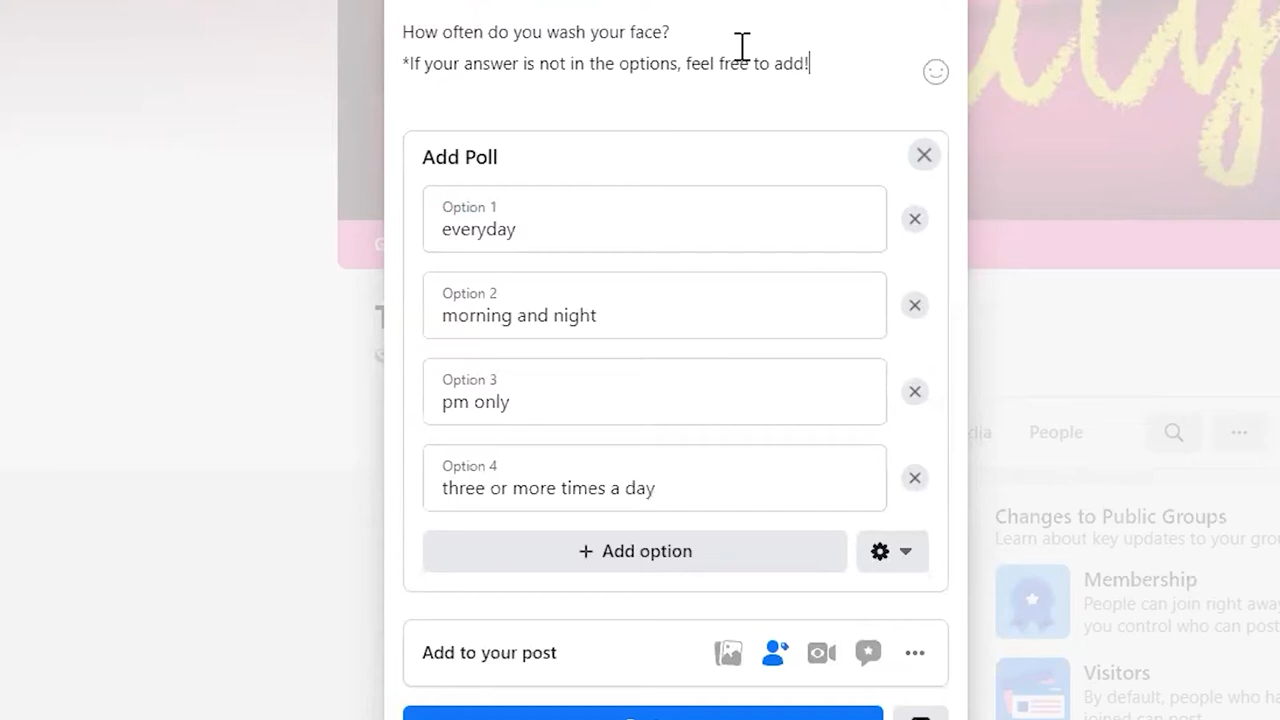 How often do you wash your face?
*If your answer is not in the options, feel free to add!
Add Poll
Option 1
everyday
Option 2
morning and night
Option 3
pm only
Option 4
three or more times a day
+ Add option
Add to your post
People
Changes to Public Groups
Learn about key updates to your
Membership
People can join right away
you control who can post
Visitors
By default, people who
joined can post